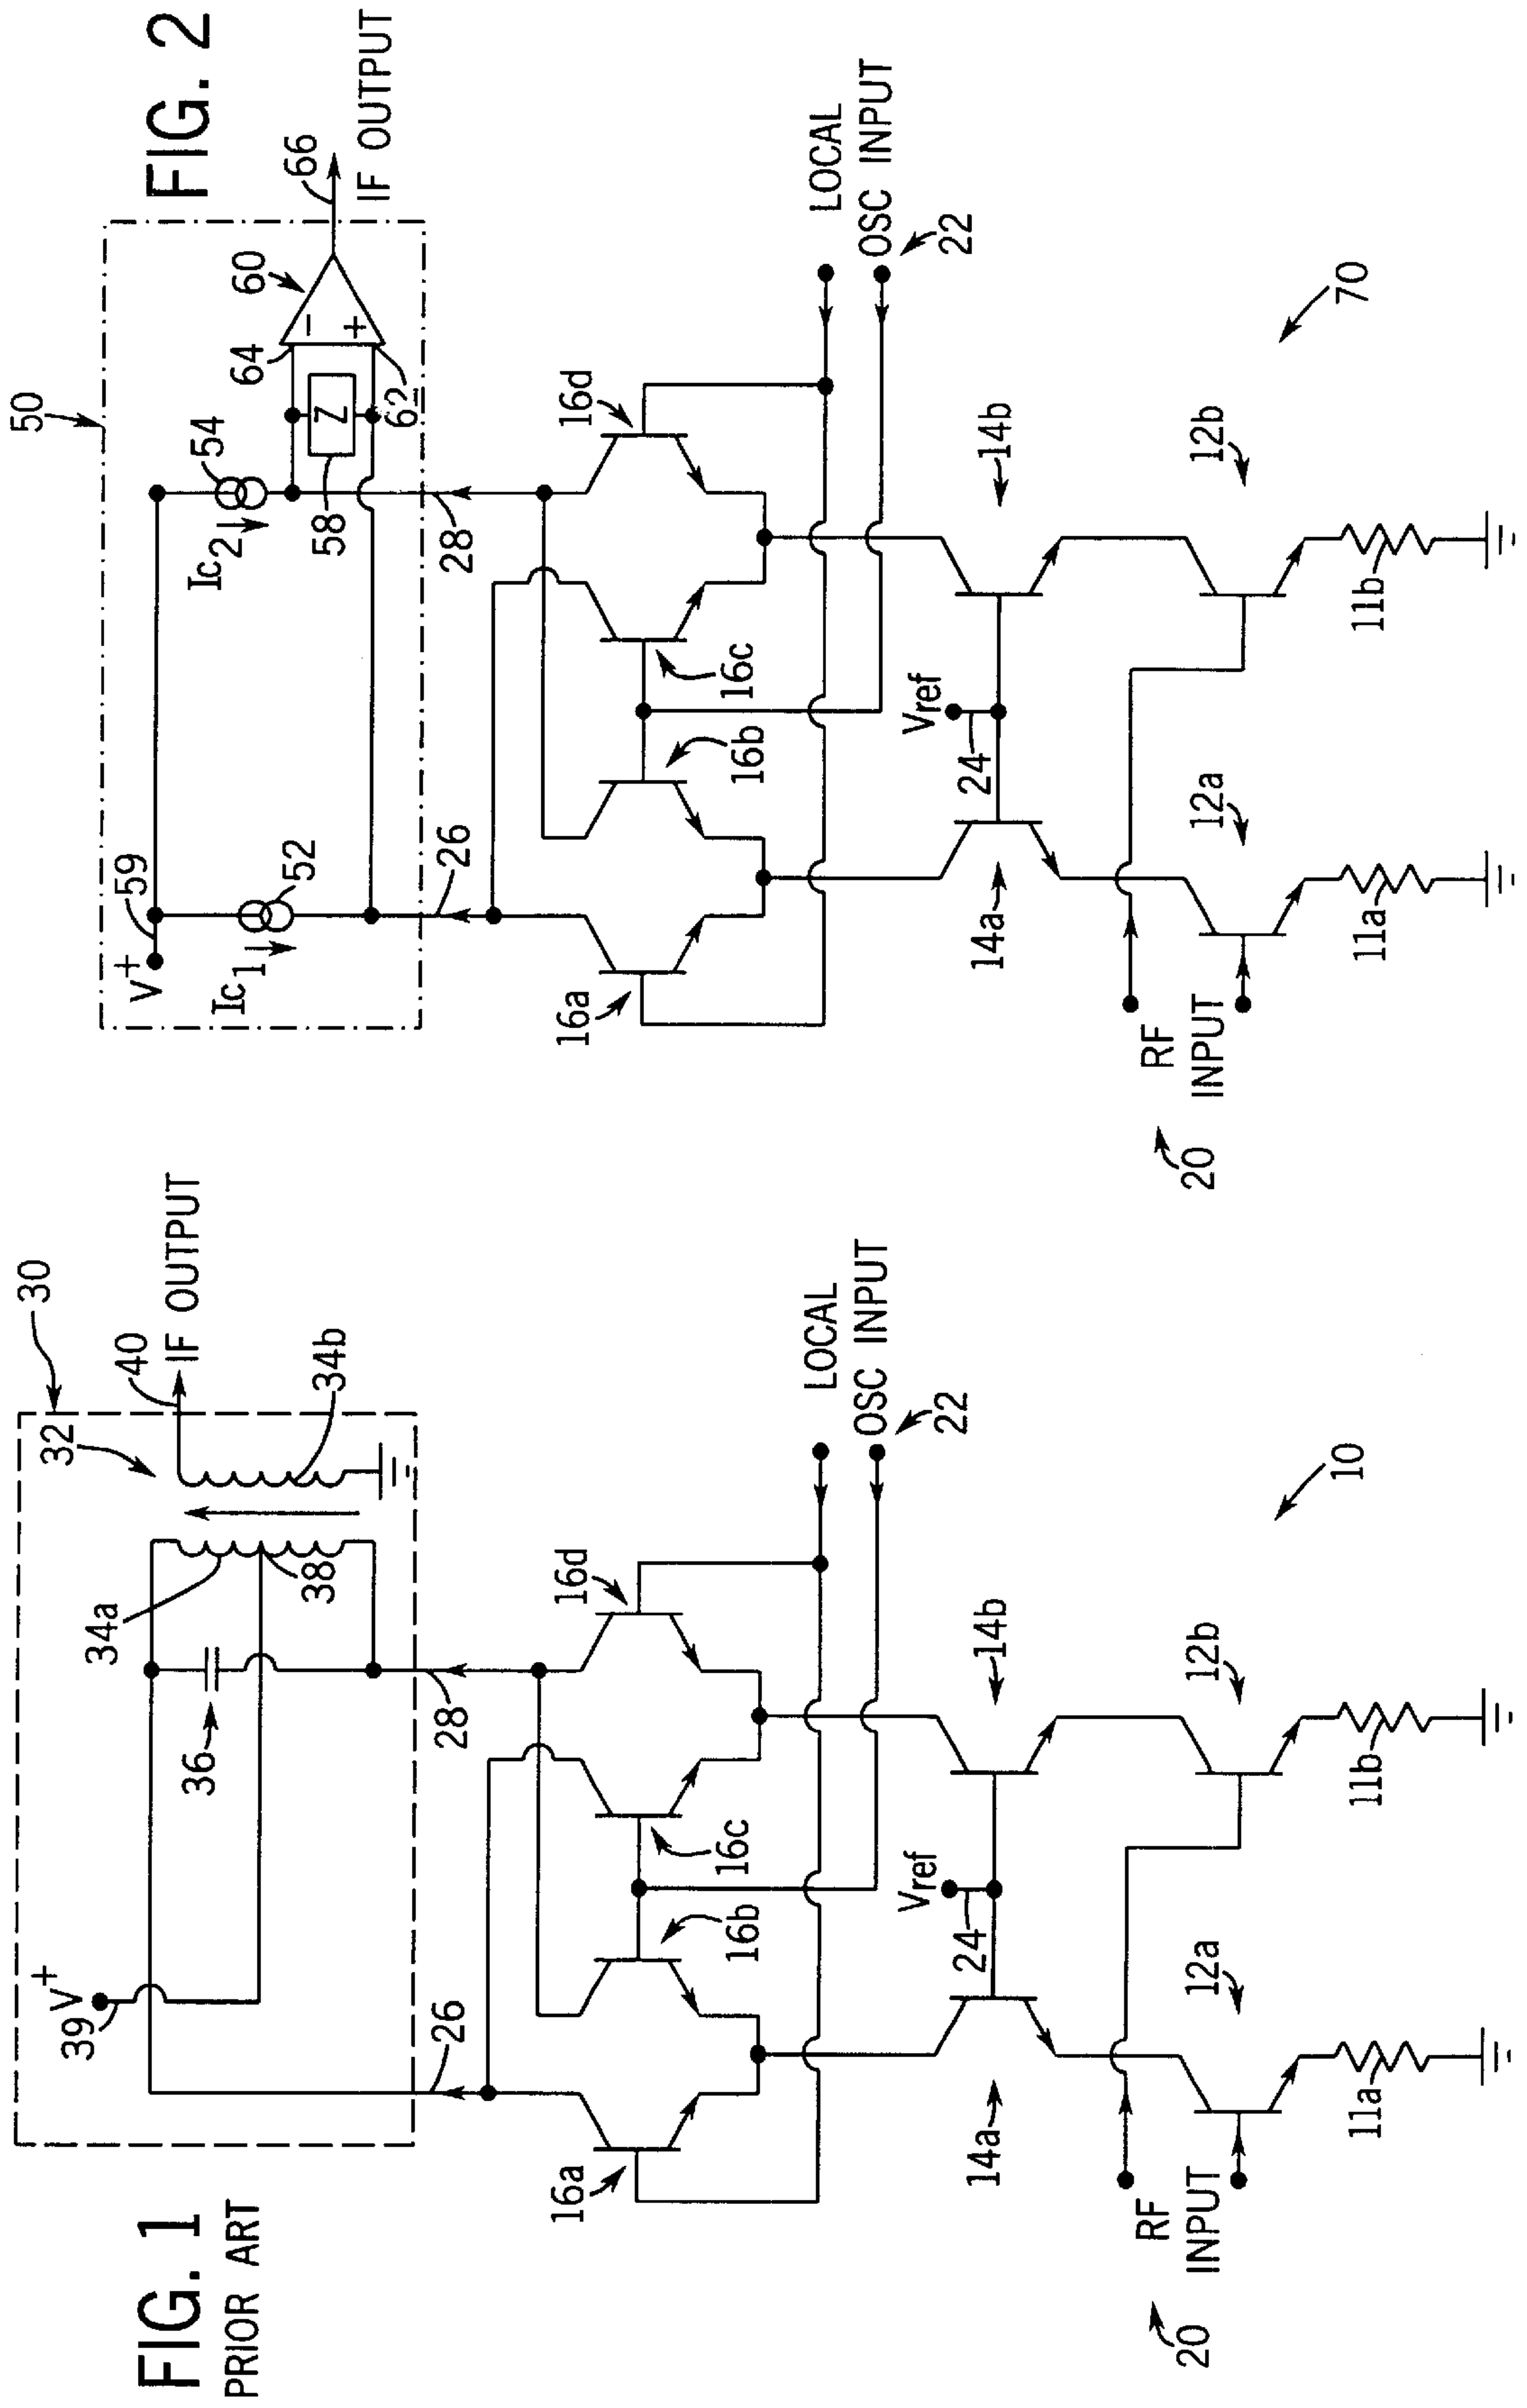 FIG. 1
PRIOR ART
30
32
40
IF OUTPUT
34b
34a
38
36
V+
39
26
28
16a
16b
16c
16d
LOCAL
OSC INPUT
22
Vref
24
14a
14b
12a
12b
RF
INPUT
20
11a
11b
10
FIG. 2
50
59
V+
52
Ic1
54
Ic2
58
Z
60
64
62
−
+
66
IF OUTPUT
26
28
16a
16b
16c
16d
LOCAL
OSC INPUT
22
Vref
24
14a
14b
12a
12b
RF
INPUT
20
11a
11b
70